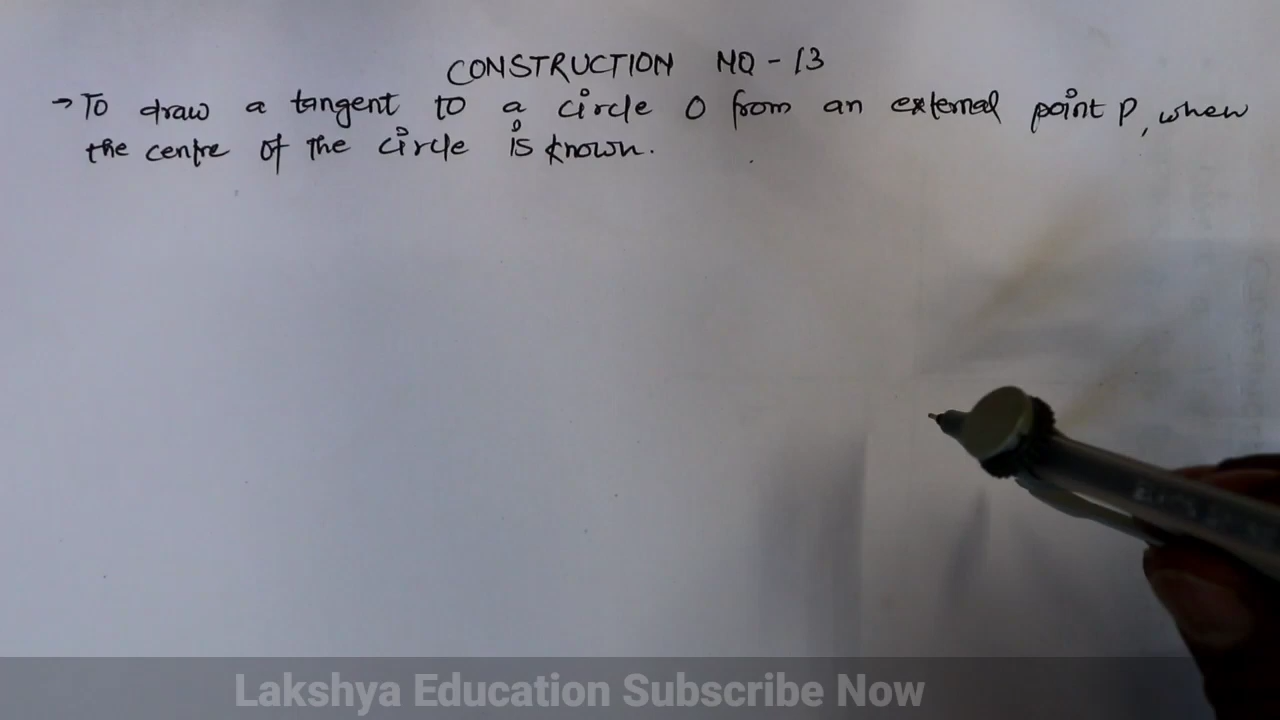 CONSTRUCTION NO - 13
→ To draw a tangent to a circle O from an external point P, when
the centre of the circle is known.
Lakshya Education Subscribe Now